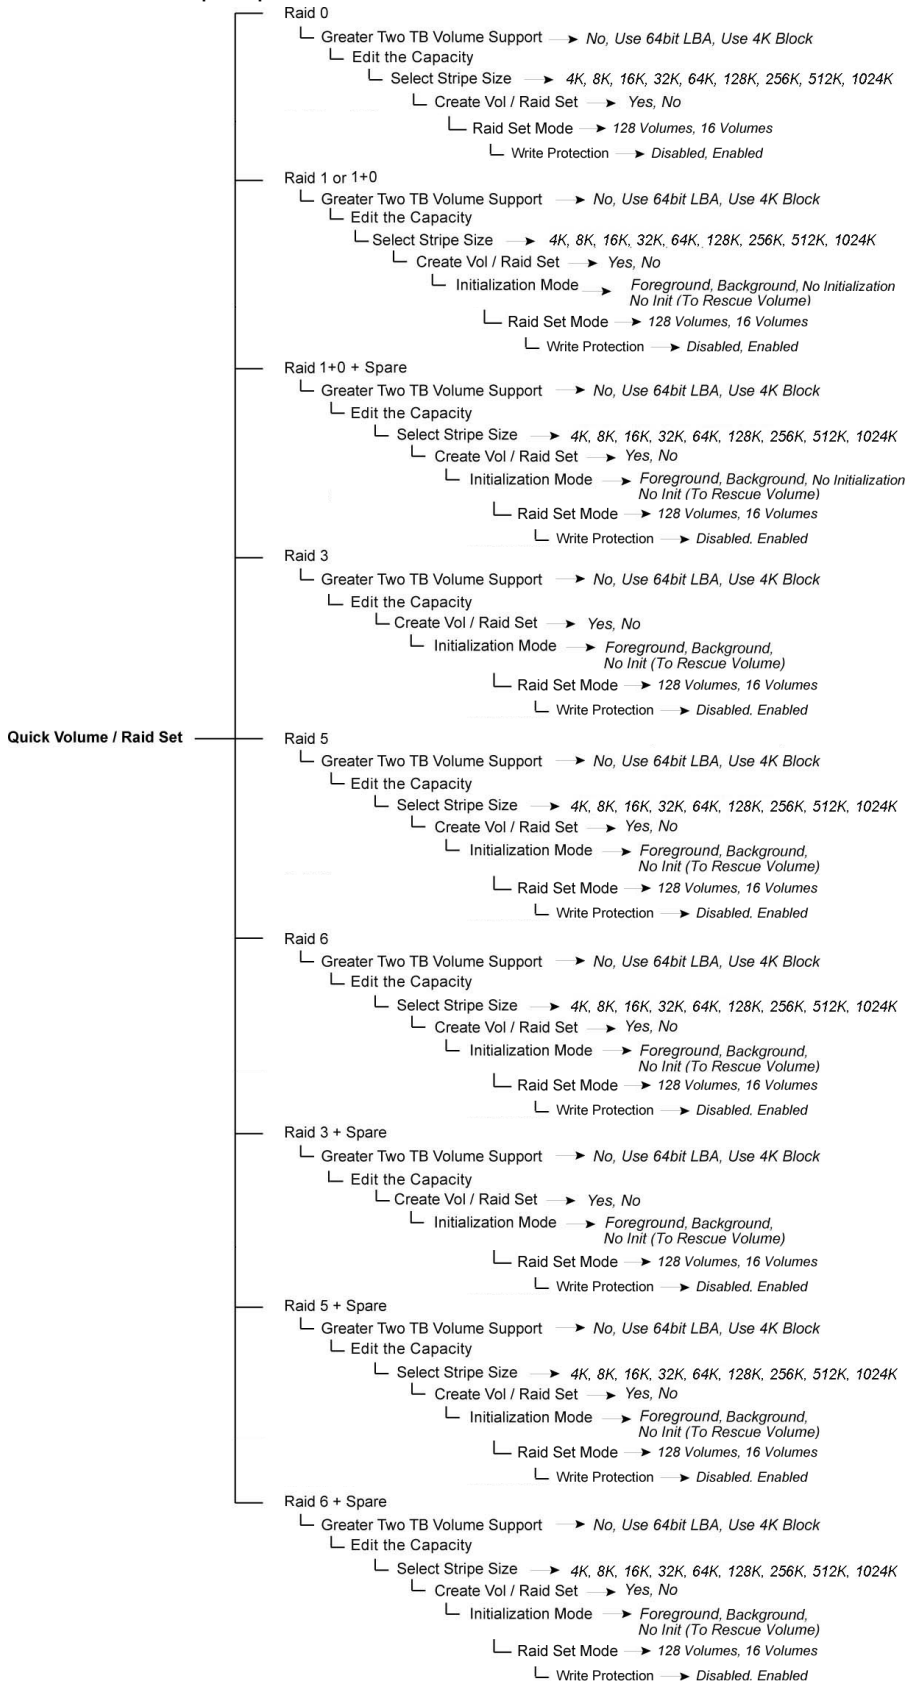 Raid 0
Greater Two TB Volume Support No, Use 64bit LBA, Use 4K Block
Edit the Capacity
Select Stripe Size 4K, 8K, 16K, 32K, 64K, 128K, 256K, 512K, 1024K
Create Vol / Raid Set Yes, No
Raid Set Mode 128 Volumes, 16 Volumes
Write Protection Disabled, Enabled
Raid 1 or 1+0
Greater Two TB Volume Support No, Use 64bit LBA, Use 4K Block
Edit the Capacity
Select Stripe Size 4K, 8K, 16K, 32K, 64K, 128K, 256K, 512K, 1024K
Create Vol / Raid Set Yes, No
Initialization Mode Foreground, Background, No Initialization
No Init (To Rescue Volume)
Raid Set Mode 128 Volumes, 16 Volumes
Write Protection Disabled, Enabled
Raid 1+0 + Spare
Greater Two TB Volume Support No, Use 64bit LBA, Use 4K Block
Edit the Capacity
Select Stripe Size 4K, 8K, 16K, 32K, 64K, 128K, 256K, 512K, 1024K
Create Vol / Raid Set Yes, No
Initialization Mode Foreground, Background, No Initialization
No Init (To Rescue Volume)
Raid Set Mode 128 Volumes, 16 Volumes
Write Protection Disabled. Enabled
Raid 3
Greater Two TB Volume Support No, Use 64bit LBA, Use 4K Block
Edit the Capacity
Create Vol / Raid Set Yes, No
Initialization Mode Foreground, Background,
No Init (To Rescue Volume)
Raid Set Mode 128 Volumes, 16 Volumes
Write Protection Disabled. Enabled
Quick Volume / Raid Set
Raid 5
Greater Two TB Volume Support No, Use 64bit LBA, Use 4K Block
Edit the Capacity
Select Stripe Size 4K, 8K, 16K, 32K, 64K, 128K, 256K, 512K, 1024K
Create Vol / Raid Set Yes, No
Initialization Mode Foreground, Background,
No Init (To Rescue Volume)
Raid Set Mode 128 Volumes, 16 Volumes
Write Protection Disabled. Enabled
Raid 6
Greater Two TB Volume Support No, Use 64bit LBA, Use 4K Block
Edit the Capacity
Select Stripe Size 4K, 8K, 16K, 32K, 64K, 128K, 256K, 512K, 1024K
Create Vol / Raid Set Yes, No
Initialization Mode Foreground, Background,
No Init (To Rescue Volume)
Raid Set Mode 128 Volumes, 16 Volumes
Write Protection Disabled. Enabled
Raid 3 + Spare
Greater Two TB Volume Support No, Use 64bit LBA, Use 4K Block
Edit the Capacity
Create Vol / Raid Set Yes, No
Initialization Mode Foreground, Background,
No Init (To Rescue Volume)
Raid Set Mode 128 Volumes, 16 Volumes
Write Protection Disabled. Enabled
Raid 5 + Spare
Greater Two TB Volume Support No, Use 64bit LBA, Use 4K Block
Edit the Capacity
Select Stripe Size 4K, 8K, 16K, 32K, 64K, 128K, 256K, 512K, 1024K
Create Vol / Raid Set Yes, No
Initialization Mode Foreground, Background,
No Init (To Rescue Volume)
Raid Set Mode 128 Volumes, 16 Volumes
Write Protection Disabled. Enabled
Raid 6 + Spare
Greater Two TB Volume Support No, Use 64bit LBA, Use 4K Block
Edit the Capacity
Select Stripe Size 4K, 8K, 16K, 32K, 64K, 128K, 256K, 512K, 1024K
Create Vol / Raid Set Yes, No
Initialization Mode Foreground, Background,
No Init (To Rescue Volume)
Raid Set Mode 128 Volumes, 16 Volumes
Write Protection Disabled. Enabled